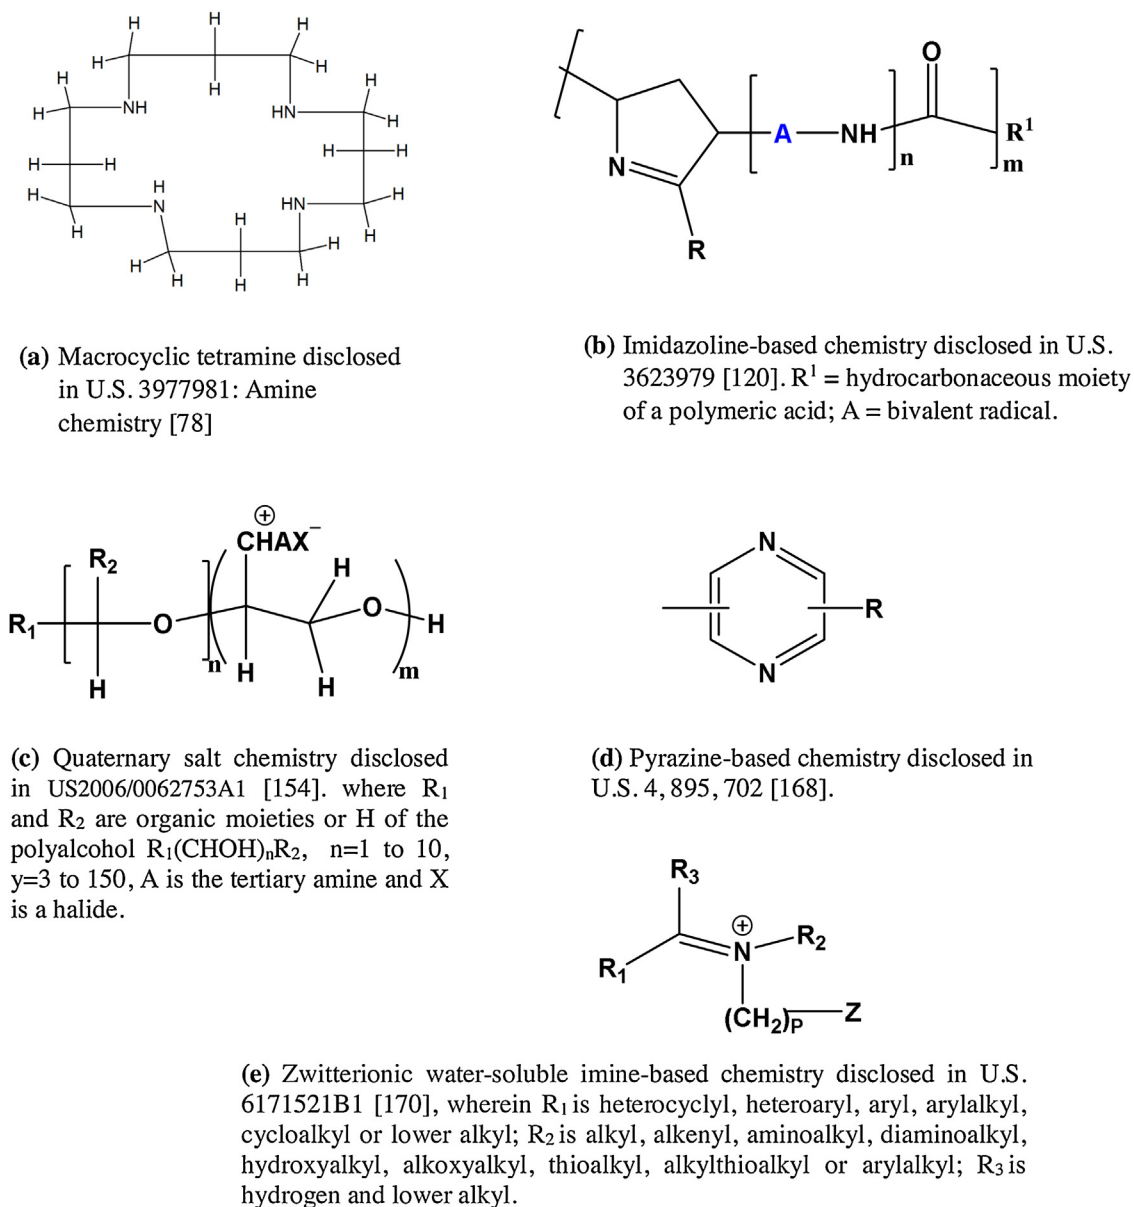 H H H
H H
H
H NH HN H
H H
H H H H
H H N HN H
H H H
H H
H H H
(a) Macrocyclic tetramine disclosed
in U.S. 3977981: Amine
chemistry [78]
O
A NH R¹
N n m
R
(b) Imidazoline-based chemistry disclosed in U.S.
3623979 [120]. R¹ = hydrocarbonaceous moiety
of a polymeric acid; A = bivalent radical.
⊕
CHAX⁻
R₂ H
R₁ O O H
n H m
H H
(c) Quaternary salt chemistry disclosed
in US2006/0062753A1 [154]. where R₁
and R₂ are organic moieties or H of the
polyalcohol R₁(CHOH)ₙR₂, n=1 to 10,
y=3 to 150, A is the tertiary amine and X
is a halide.
N
R
N
(d) Pyrazine-based chemistry disclosed in
U.S. 4, 895, 702 [168].
R₃
⊕
N R₂
R₁
(CH₂)P Z
(e) Zwitterionic water-soluble imine-based chemistry disclosed in U.S.
6171521B1 [170], wherein R₁ is heterocyclyl, heteroaryl, aryl, arylalkyl,
cycloalkyl or lower alkyl; R₂ is alkyl, alkenyl, aminoalkyl, diaminoalkyl,
hydroxyalkyl, alkoxyalkyl, thioalkyl, alkylthioalkyl or arylalkyl; R₃ is
hydrogen and lower alkyl.